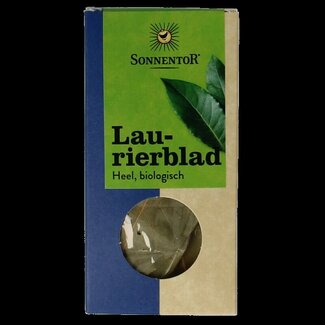 SONNENTOR
Lau-
rierblad
Heel, biologisch